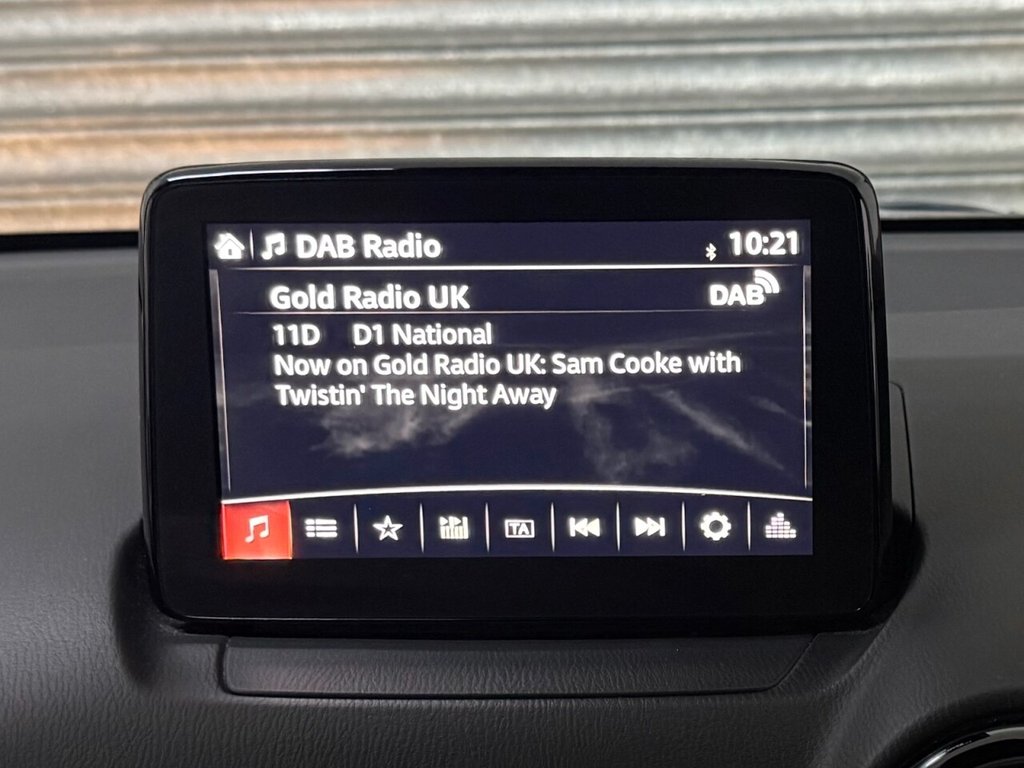 DAB Radio 10:21
Gold Radio UK DAB
11D D1 National
Now on Gold Radio UK: Sam Cooke with
Twistin' The Night Away
TA